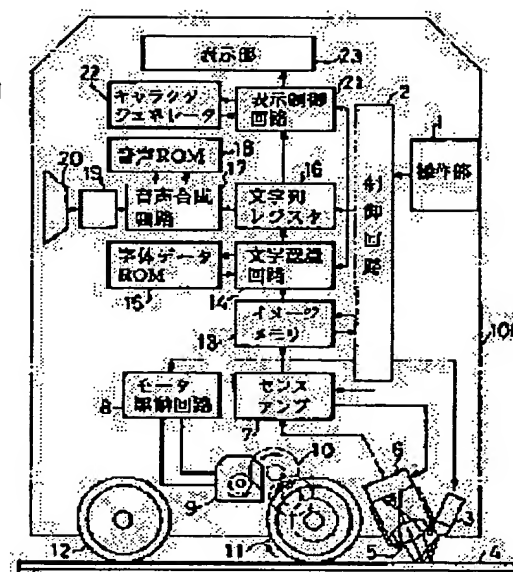 表示部
23
22
キャラクタ
ジェネレータ
表示制御
回路
21
2
1
操作部
制御回路
音声ROM
18
20
19
17
音声合成
回路
16
文字列
レジスタ
字体データ
ROM
15
文字認識
回路
14
イメージ
メモリ
13
101
モータ
駆動回路
8
センス
アンプ
7
10
9
6
3
12
11
5
4